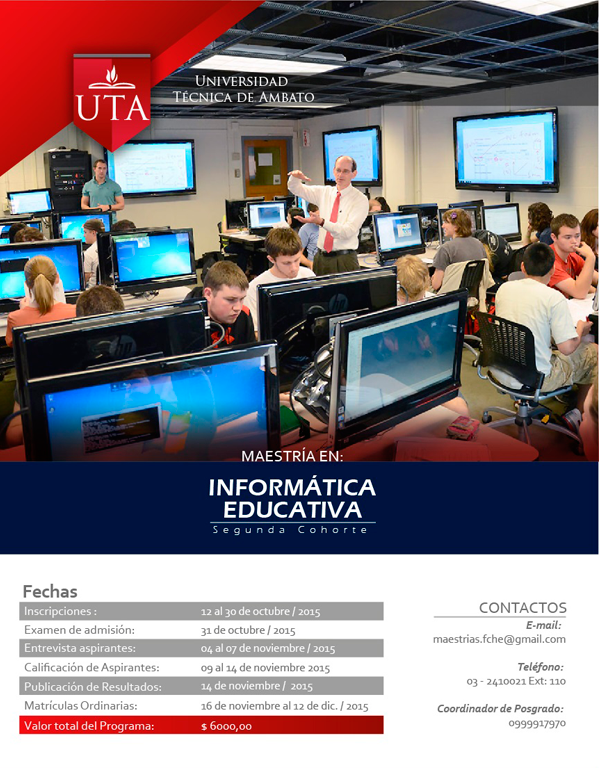 UTA
UNIVERSIDAD
TÉCNICA DE AMBATO
MAESTRÍA EN:
INFORMÁTICA
EDUCATIVA
Segunda Cohorte
Fechas
Inscripciones : 12 al 30 de octubre / 2015
Examen de admisión: 31 de octubre / 2015
Entrevista aspirantes: 04 al 07 de noviembre / 2015
Calificación de Aspirantes: 09 al 14 de noviembre 2015
Publicación de Resultados: 14 de noviembre / 2015
Matrículas Ordinarias: 16 de noviembre al 12 de dic. / 2015
Valor total del Programa: $ 6000,00
CONTACTOS
E-mail:
maestrias.fche@gmail.com
Teléfono:
03 - 2410021 Ext: 110
Coordinador de Posgrado:
0999917970